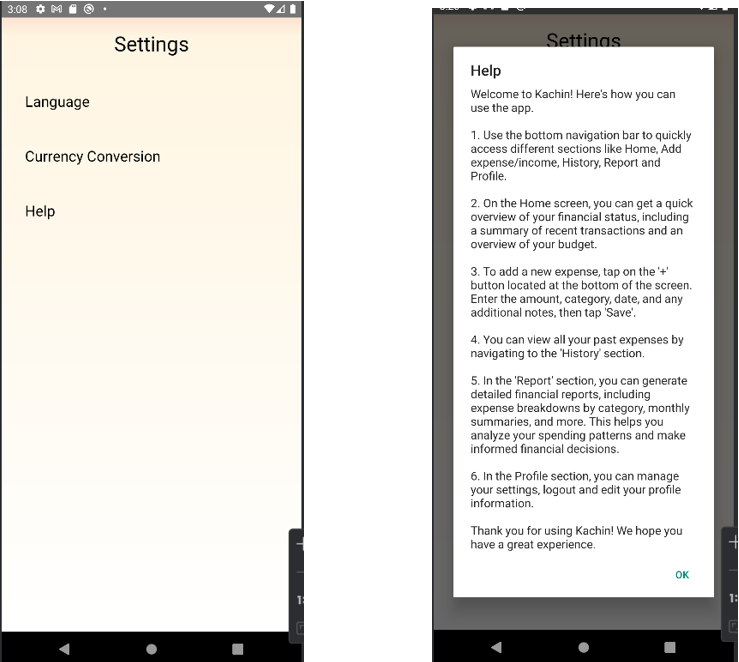 3:08
Settings
Language
Currency Conversion
Help
1:
Settings
Help
Welcome to Kachin! Here's how you can
use the app.
1. Use the bottom navigation bar to quickly
access different sections like Home, Add
expense/income, History, Report and
Profile.
2. On the Home screen, you can get a quick
overview of your financial status, including
a summary of recent transactions and an
overview of your budget.
3. To add a new expense, tap on the '+'
button located at the bottom of the screen.
Enter the amount, category, date, and any
additional notes, then tap 'Save'.
4. You can view all your past expenses by
navigating to the 'History' section.
5. In the 'Report' section, you can generate
detailed financial reports, including
expense breakdowns by category, monthly
summaries, and more. This helps you
analyze your spending patterns and make
informed financial decisions.
6. In the Profile section, you can manage
your settings, logout and edit your profile
information.
Thank you for using Kachin! We hope you
have a great experience.
OK
1: